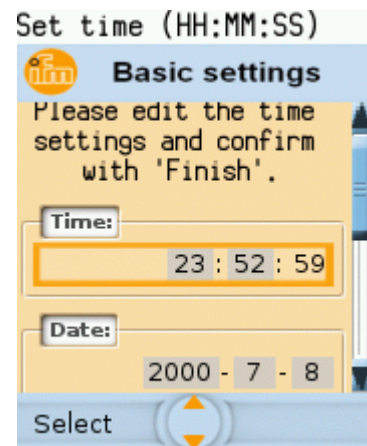 Set time (HH:MM:SS)
ifm Basic settings
Please edit the time
settings and confirm
with 'Finish'.
Time:
23 : 52 : 59
Date:
2000 - 7 - 8
Select